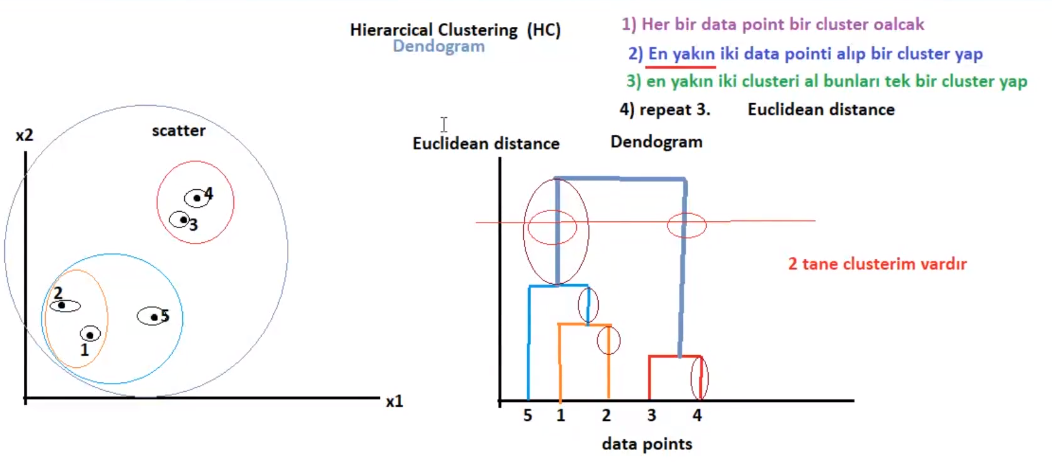 Hierarcical Clustering (HC)
Dendogram
1) Her bir data point bir cluster oalcak
2) En yakın iki data pointi alıp bir cluster yap
3) en yakın iki clusteri al bunları tek bir cluster yap
4) repeat 3. Euclidean distance
x2
scatter
4
3
2
5
1
x1
Euclidean distance
Dendogram
2 tane clusterim vardır
5 1 2 3 4
data points